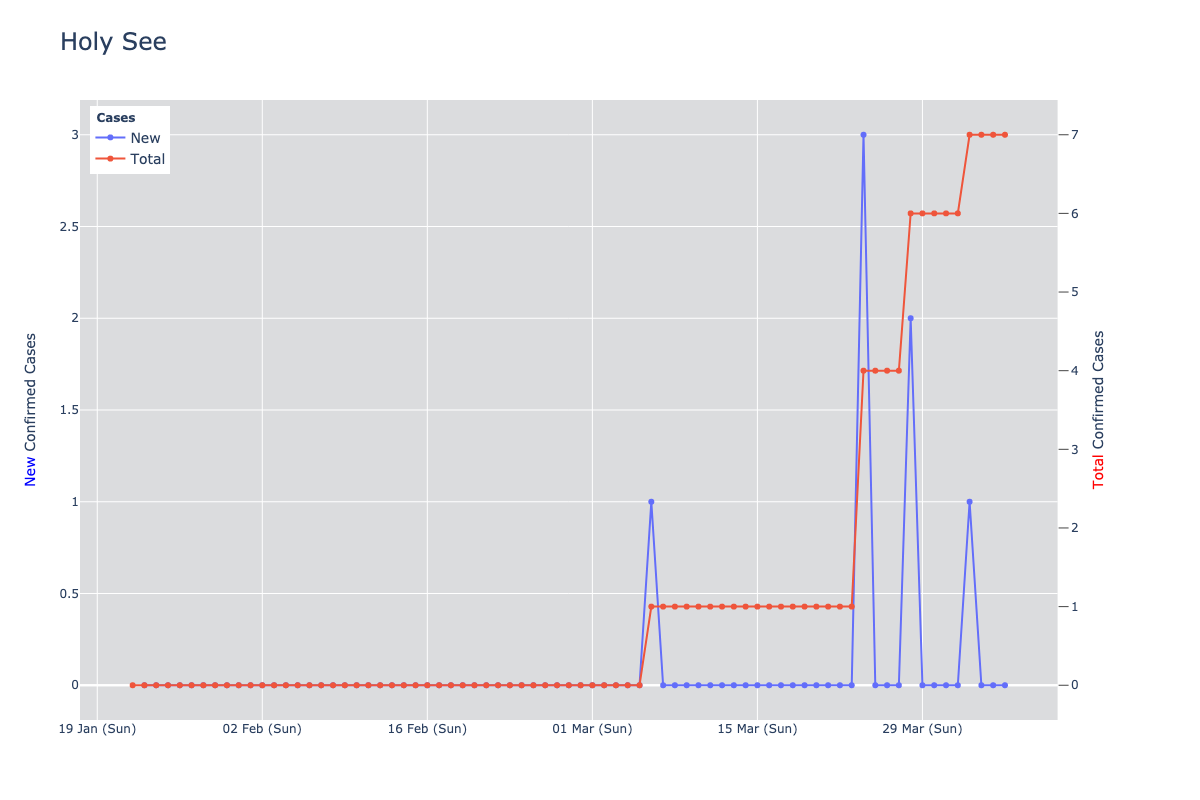 Holy See
Cases
New
Total
3
2.5
2
1.5
1
0.5
0
New Confirmed Cases
7
6
5
4
3
2
1
0
Total Confirmed Cases
19 Jan (Sun) 02 Feb (Sun) 16 Feb (Sun) 01 Mar (Sun) 15 Mar (Sun) 29 Mar (Sun)